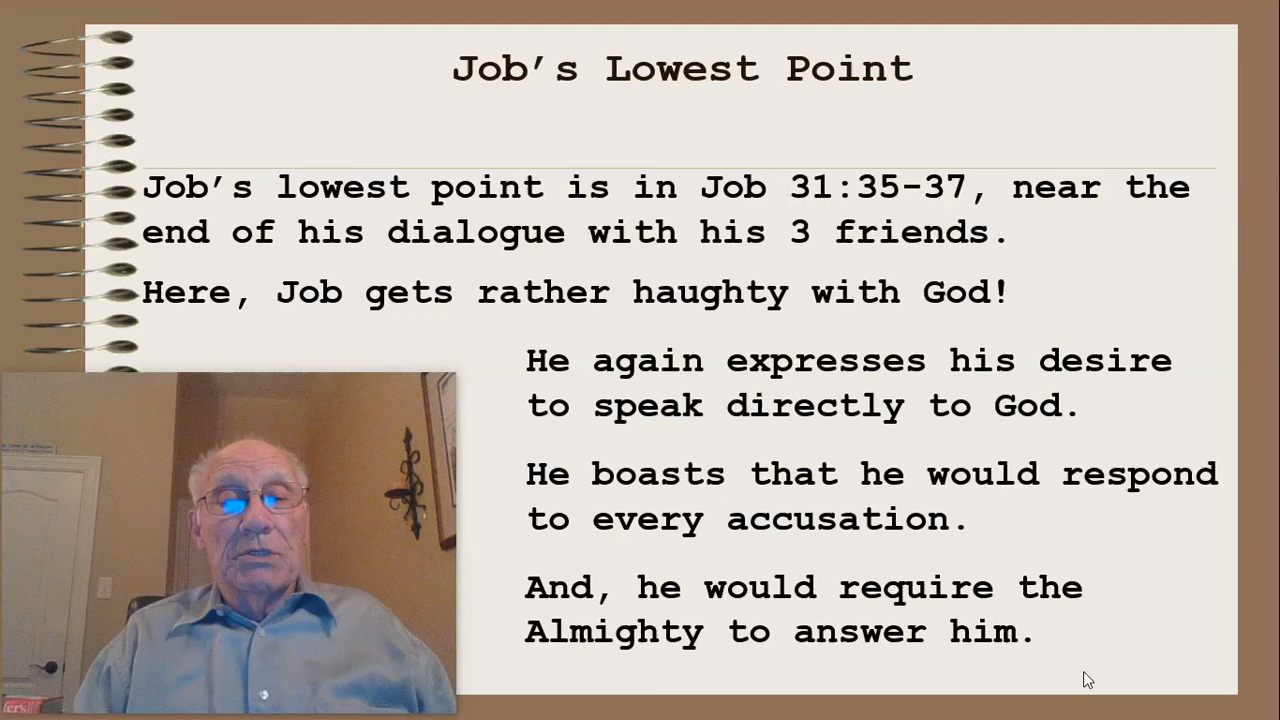 Job’s Lowest Point
Job’s lowest point is in Job 31:35-37, near the
end of his dialogue with his 3 friends.
Here, Job gets rather haughty with God!
He again expresses his desire
to speak directly to God.
He boasts that he would respond
to every accusation.
And, he would require the
Almighty to answer him.